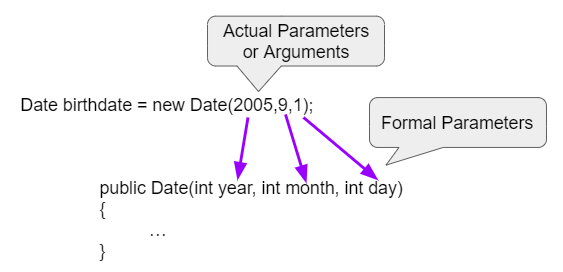 Actual Parameters
or Arguments
Date birthdate = new Date(2005,9,1);
Formal Parameters
public Date(int year, int month, int day)
{
...
}